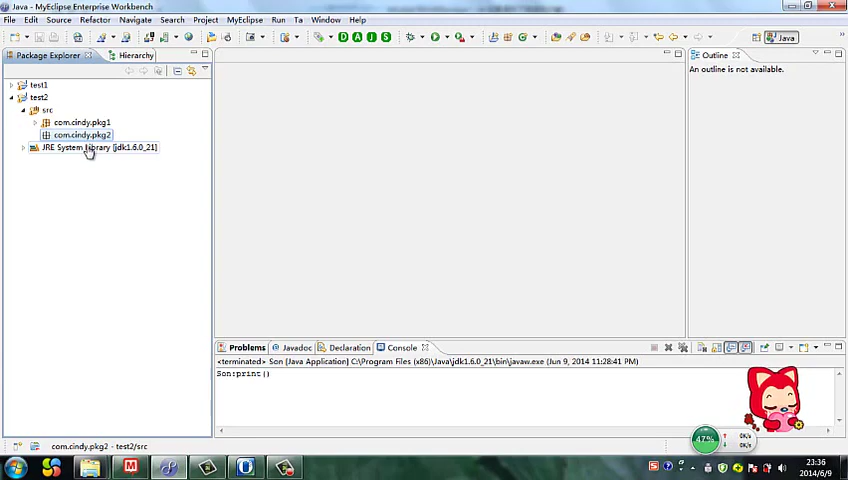 Java - MyEclipse Enterprise Workbench
File Edit Source Refactor Navigate Search Project MyEclipse Run Ta Window Help
Java
Package Explorer Hierarchy
Outline
An outline is not available.
test1
test2
src
com.cindy.pkg1
com.cindy.pkg2
JRE System Library [jdk1.6.0_21]
Problems Javadoc Declaration Console
<terminated> Son [Java Application] C:\Program Files (x86)\Java\jdk1.6.0_21\bin\javaw.exe (Jun 9, 2014 11:28:41 PM)
Son:print()
47%
0K/s
0K/s
com.cindy.pkg2 - test2/src
23:36
2014/6/9